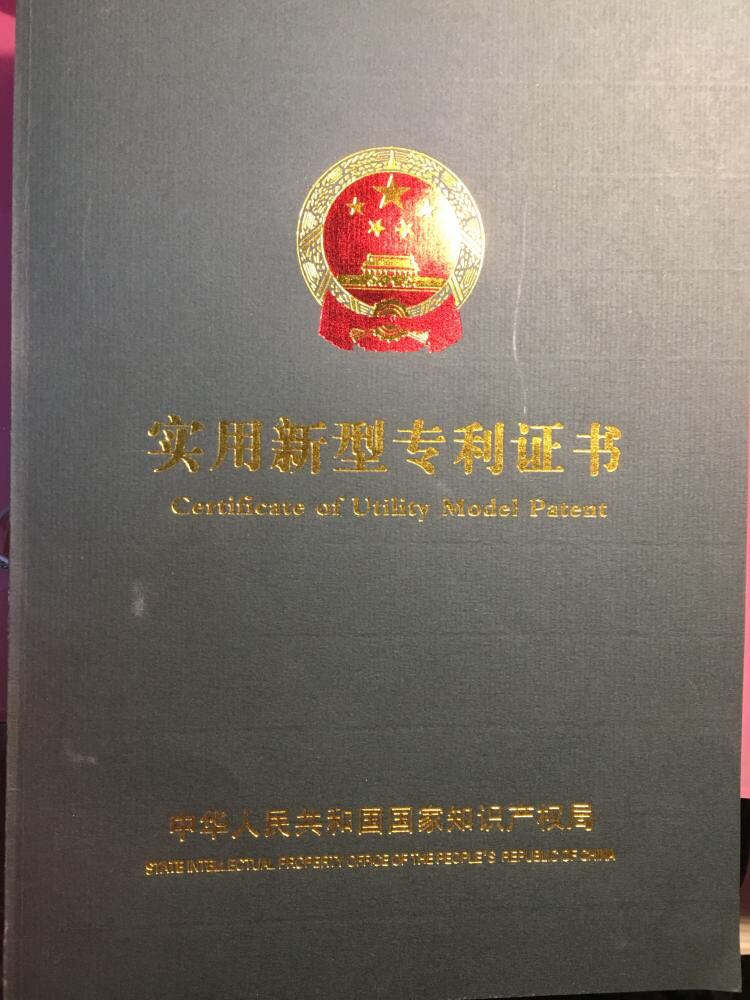 实用新型专利证书
Certificate of Utility Model Patent
中华人民共和国国家知识产权局
STATE INTELLECTUAL PROPERTY OFFICE OF THE PEOPLE'S REPUBLIC OF CHINA